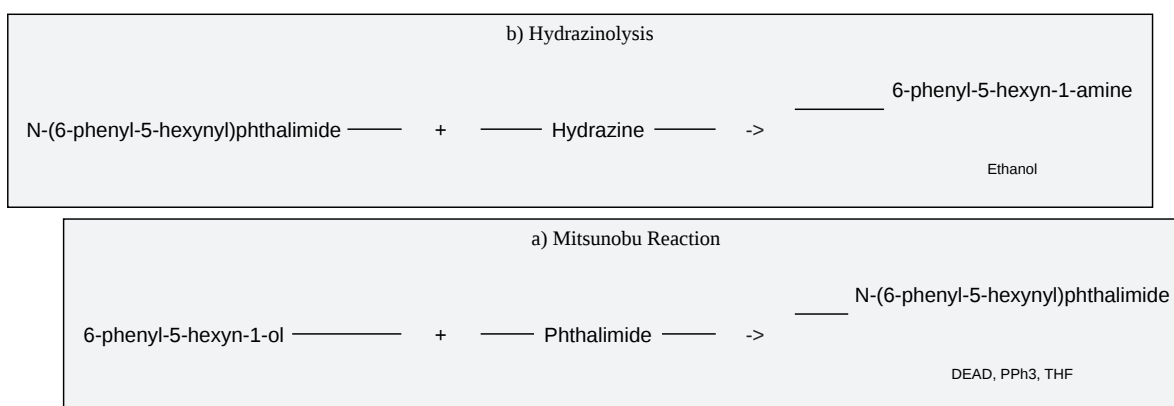 b) Hydrazinolysis
6-phenyl-5-hexyn-1-amine
N-(6-phenyl-5-hexynyl)phthalimide + Hydrazine ->
Ethanol
a) Mitsunobu Reaction
N-(6-phenyl-5-hexynyl)phthalimide
6-phenyl-5-hexyn-1-ol + Phthalimide ->
DEAD, PPh3, THF